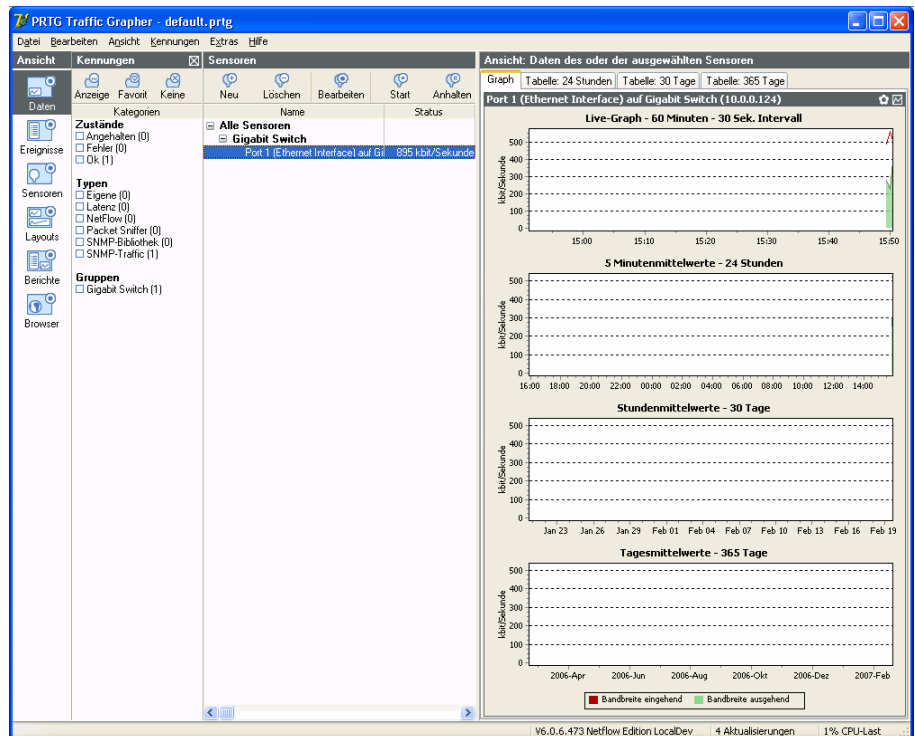 PRTG Traffic Grapher - default.prtg
Datei Bearbeiten Ansicht Kennungen Extras Hilfe
Ansicht
Daten
Ereignisse
Sensoren
Layouts
Berichte
Browser
Kennungen
Anzeige Favorit Keine
Kategorien
Zustände
Angehalten (0)
Fehler (0)
Ok (1)
Typen
Eigene (0)
Latenz (0)
NetFlow (0)
Packet Sniffer (0)
SNMP-Bibliothek (0)
SNMP-Traffic (1)
Gruppen
Gigabit Switch (1)
Sensoren
Neu Löschen Bearbeiten Start Anhalten
Name Status
Alle Sensoren
Gigabit Switch
Port 1 (Ethernet Interface) auf Gi 895 kbit/Sekunde
Ansicht: Daten des oder der ausgewählten Sensoren
Graph Tabelle: 24 Stunden Tabelle: 30 Tage Tabelle: 365 Tage
Port 1 (Ethernet Interface) auf Gigabit Switch (10.0.0.124)
Live-Graph - 60 Minuten - 30 Sek. Intervall
kbit/Sekunde
500
400
300
200
100
0
15:00 15:10 15:20 15:30 15:40 15:50
5 Minutenmittelwerte - 24 Stunden
kbit/Sekunde
500
400
300
200
100
0
16:00 18:00 20:00 22:00 00:00 02:00 04:00 06:00 08:00 10:00 12:00 14:00
Stundenmittelwerte - 30 Tage
kbit/Sekunde
500
400
300
200
100
0
Jan 23 Jan 26 Jan 29 Feb 01 Feb 04 Feb 07 Feb 10 Feb 13 Feb 16 Feb 19
Tagesmittelwerte - 365 Tage
kbit/Sekunde
500
400
300
200
100
0
2006-Apr 2006-Jun 2006-Aug 2006-Okt 2006-Dez 2007-Feb
Bandbreite eingehend Bandbreite ausgehend
V6.0.6.473 Netflow Edition LocalDev 4 Aktualisierungen 1% CPU-Last